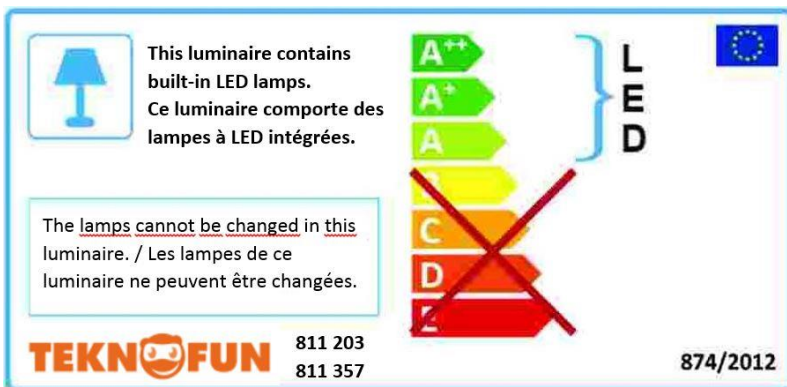 This luminaire contains
built-in LED lamps.
Ce luminaire comporte des
lampes à LED intégrées.
The lamps cannot be changed in this
luminaire. / Les lampes de ce
luminaire ne peuvent être changées.
TEKNOFUN
811 203
811 357
A++
A+
A
C
D
E
L
E
D
874/2012